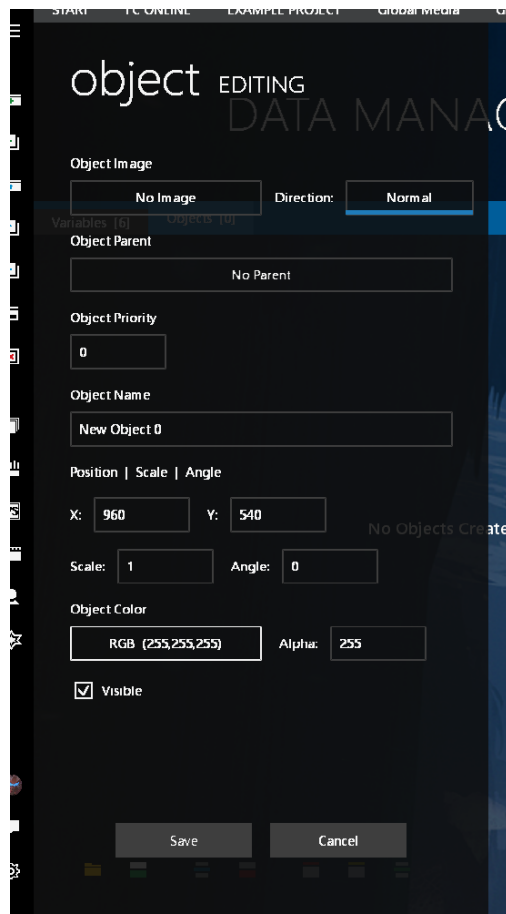 START TC ONLINE EXAMPLE PROJECT Global Media
object EDITING
DATA MANAG
Object Image
No Image Direction: Normal
Variables [6] Objects [0]
Object Parent
No Parent
Object Priority
0
Object Name
New Object 0
Position | Scale | Angle
X: 960 Y: 540
No Objects Create
Scale: 1 Angle: 0
Object Color
RGB (255,255,255) Alpha: 255
Visible
Save Cancel